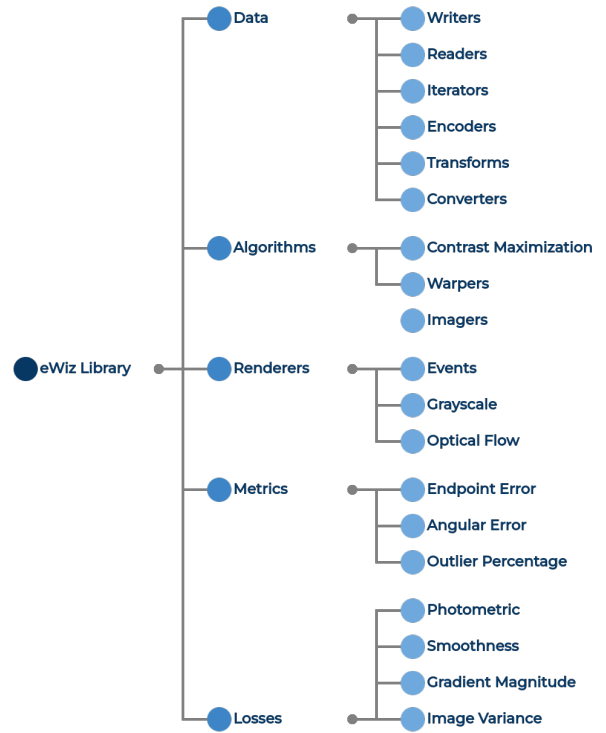 eWiz Library
Data
Writers
Readers
Iterators
Encoders
Transforms
Converters
Algorithms
Contrast Maximization
Warpers
Imagers
Renderers
Events
Grayscale
Optical Flow
Metrics
Endpoint Error
Angular Error
Outlier Percentage
Losses
Photometric
Smoothness
Gradient Magnitude
Image Variance